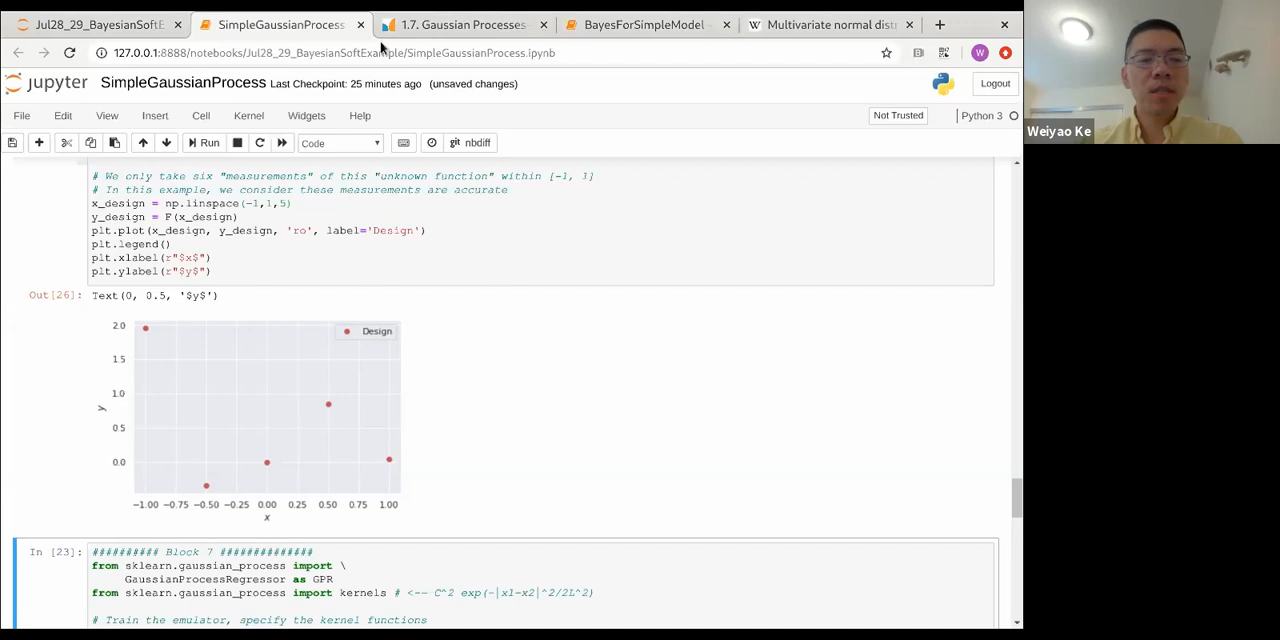 Jul28_29_BayesianSoftE
SimpleGaussianProcess
1.7. Gaussian Processes
BayesForSimpleModel -
W Multivariate normal dist
127.0.0.1:8888/notebooks/Jul28_29_BayesianSoftExample/SimpleGaussianProcess.ipynb
W
jupyter SimpleGaussianProcess Last Checkpoint: 25 minutes ago (unsaved changes)
Logout
File Edit View Insert Cell Kernel Widgets Help
Not Trusted
Python 3
Run
Code
git nbdiff
Weiyao Ke
# We only take six "measurements" of this "unknown function" within [-1, 1]
# In this example, we consider these measurements are accurate
x_design = np.linspace(-1,1,5)
y_design = F(x_design)
plt.plot(x_design, y_design, 'ro', label='Design')
plt.legend()
plt.xlabel(r"$x$")
plt.ylabel(r"$y$")
Out[26]: Text(0, 0.5, '$y$')
Design
2.0
1.5
1.0
0.5
0.0
y
−1.00 −0.75 −0.50 −0.25 0.00 0.25 0.50 0.75 1.00
x
In [23]: ########## Block 7 ##############
from sklearn.gaussian_process import \
GaussianProcessRegressor as GPR
from sklearn.gaussian_process import kernels # <-- C^2 exp(-|x1-x2|^2/2L^2)
# Train the emulator, specify the kernel functions